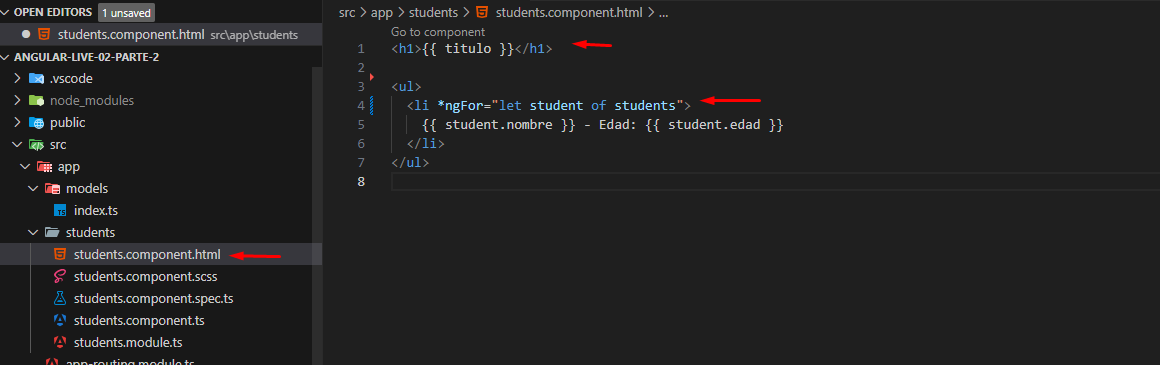 OPEN EDITORS 1 unsaved
students.component.html src\app\students
ANGULAR-LIVE-02-PARTE-2
.vscode
node_modules
public
src
app
models
TS index.ts
students
students.component.html
students.component.scss
students.component.spec.ts
students.component.ts
students.module.ts
app-routing.module.ts
src > app > students > students.component.html > ...
Go to component
1 <h1>{{ titulo }}</h1>
2
3 <ul>
4 <li *ngFor="let student of students">
5 {{ student.nombre }} - Edad: {{ student.edad }}
6 </li>
7 </ul>
8